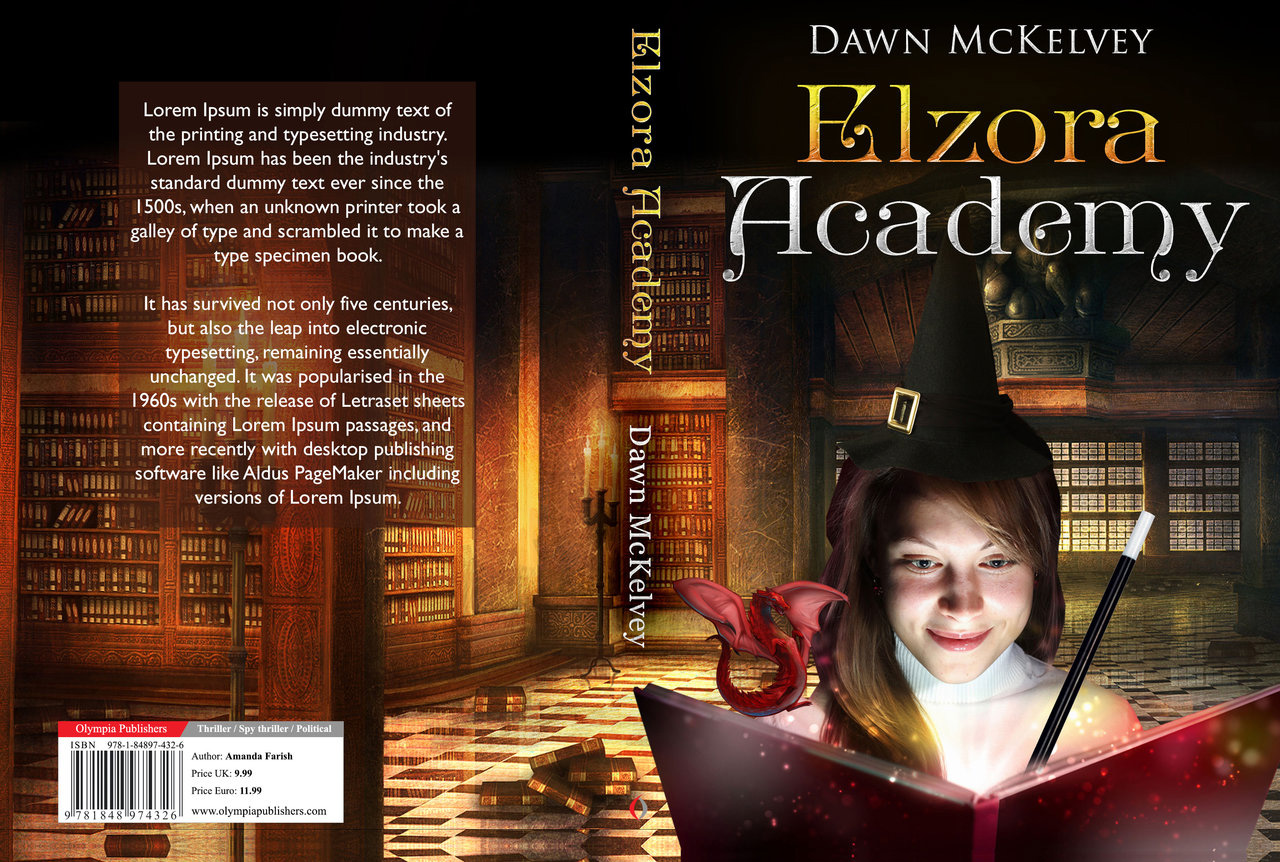 Lorem Ipsum is simply dummy text of
the printing and typesetting industry.
Lorem Ipsum has been the industry's
standard dummy text ever since the
1500s, when an unknown printer took a
galley of type and scrambled it to make a
type specimen book.
It has survived not only five centuries,
but also the leap into electronic
typesetting, remaining essentially
unchanged. It was popularised in the
1960s with the release of Letraset sheets
containing Lorem Ipsum passages, and
more recently with desktop publishing
software like Aldus PageMaker including
versions of Lorem Ipsum.
Olympia Publishers
Thriller / Spy thriller / Political
ISBN 978-1-84897-432-6
9 781848 974326
Author: Amanda Farish
Price UK: 9.99
Price Euro: 11.99
www.olympiapublishers.com
Elzora Academy
Dawn McKelvey
Dawn McKelvey
Elzora
Academy